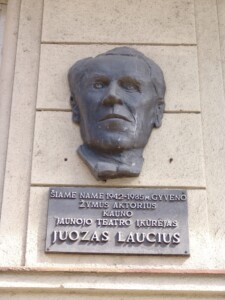 ŠIAME NAME 1942-1985 M. GYVENO
ŽYMUS AKTORIUS
KAUNO
JAUNOJO TEATRO ĮKŪRĖJAS
JUOZAS LAUCIUS